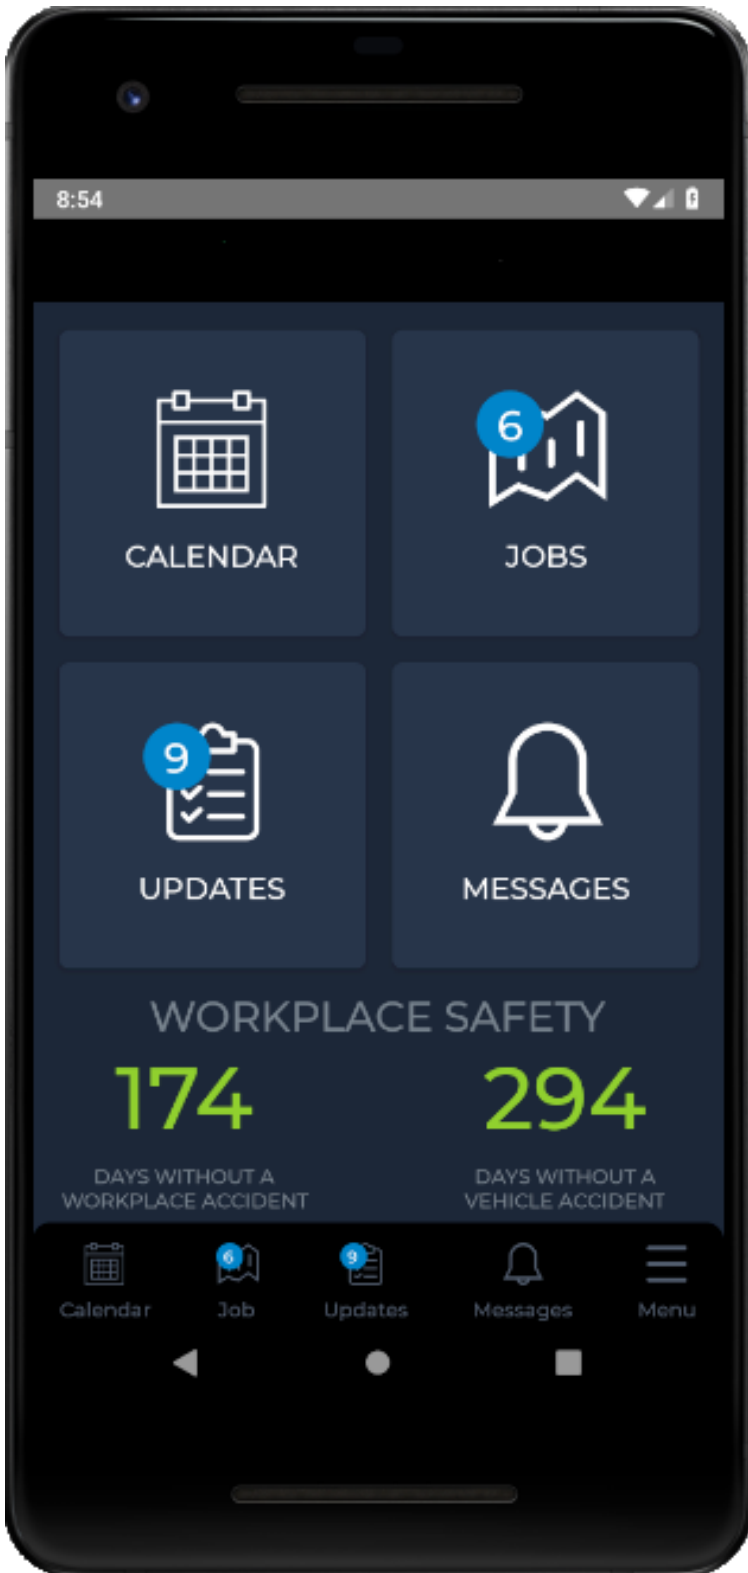 8:54
6
CALENDAR
JOBS
9
UPDATES
MESSAGES
WORKPLACE SAFETY
174
294
DAYS WITHOUT A
WORKPLACE ACCIDENT
DAYS WITHOUT A
VEHICLE ACCIDENT
6
9
Calendar
Job
Updates
Messages
Menu